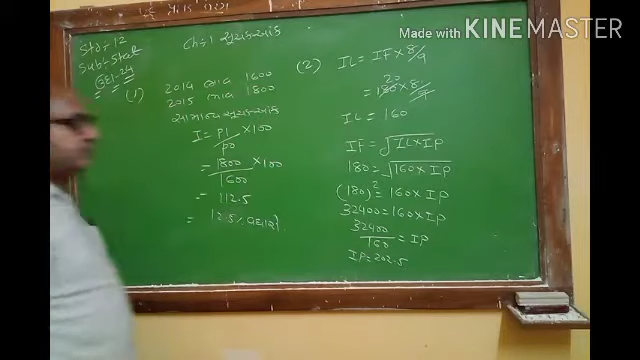 Made with KINEMASTER
Std:- 12
Sub:- Stat
Ch:1 સૂચકઆંક
(1)
2014 ભાવ 1600
2015 ભાવ 1800
સામાન્ય સૂચકઆંક
I = p1/p0 × 100
= 1800/1600 × 100
= 112.5
= 12.5% વધારો
(2) IL = IF × 8/9
= 180 × 8/9
20
IL = 160
IF = √IL × IP
180 = √160 × IP
(180)² = 160 × IP
32400 = 160 × IP
32400/160 = IP
IP = 202.5